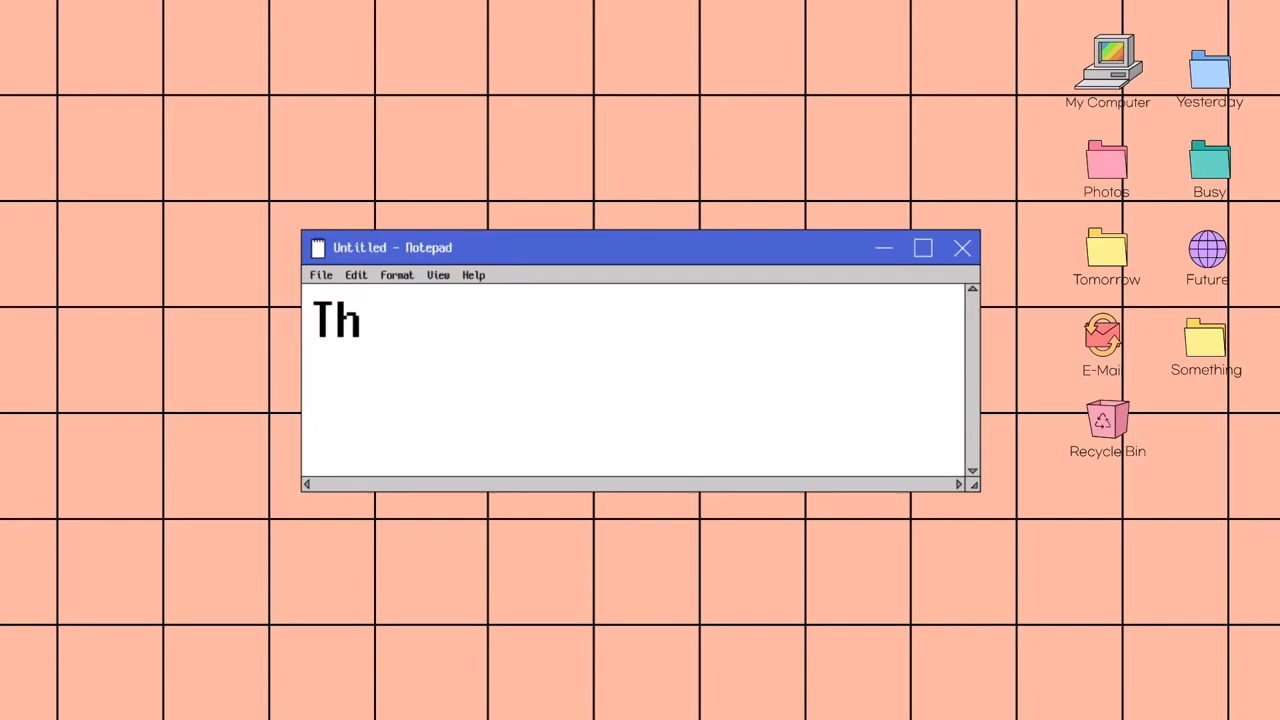 My Computer Yesterday
Photos Busy
Untitled - Notepad
File Edit Format View Help
Th
Tomorrow Future
E-Mail Something
Recycle Bin